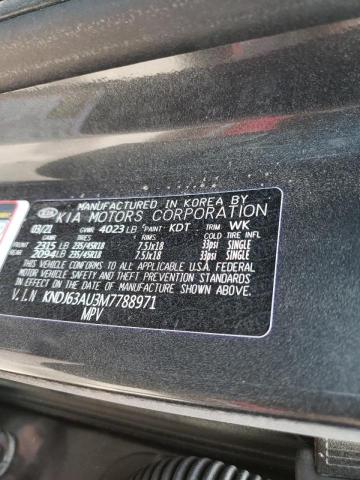 MANUFACTURED IN KOREA BY
KIA KIA MOTORS CORPORATION
03/21 GVWR 4023 LB PAINT KDT TRIM WK
GAWR TIRES RIMS COLD TIRE INFL
FRONT 2315 LB 235/45R18 7.5Jx18 33psi SINGLE
REAR 2094 LB 235/45R18 7.5Jx18 33psi SINGLE
THIS VEHICLE CONFORMS TO ALL APPLICABLE U.S.A. FEDERAL
MOTOR VEHICLE SAFETY AND THEFT PREVENTION STANDARDS
IN EFFECT ON THE DATE OF MANUFACTURE SHOWN ABOVE.
V.I.N KNDJ63AU3M7788971
MPV